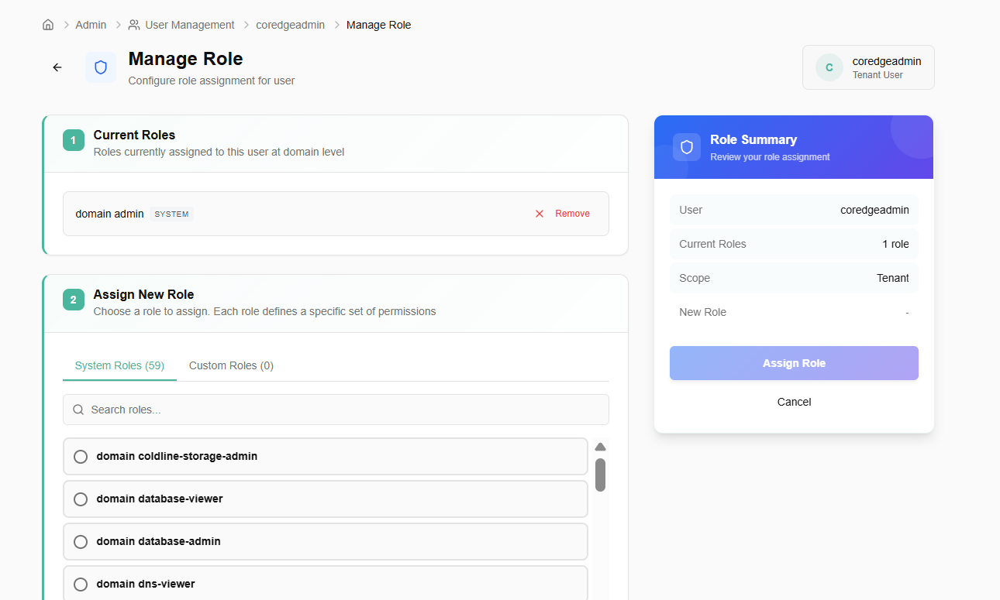 Admin User Management coredgeadmin Manage Role
Manage Role
Configure role assignment for user
C
coredgeadmin
Tenant User
1
Current Roles
Roles currently assigned to this user at domain level
domain admin SYSTEM Remove
2
Assign New Role
Choose a role to assign. Each role defines a specific set of permissions
System Roles (59) Custom Roles (0)
Search roles...
domain coldline-storage-admin
domain database-viewer
domain database-admin
domain dns-viewer
Role Summary
Review your role assignment
User coredgeadmin
Current Roles 1 role
Scope Tenant
New Role -
Assign Role
Cancel